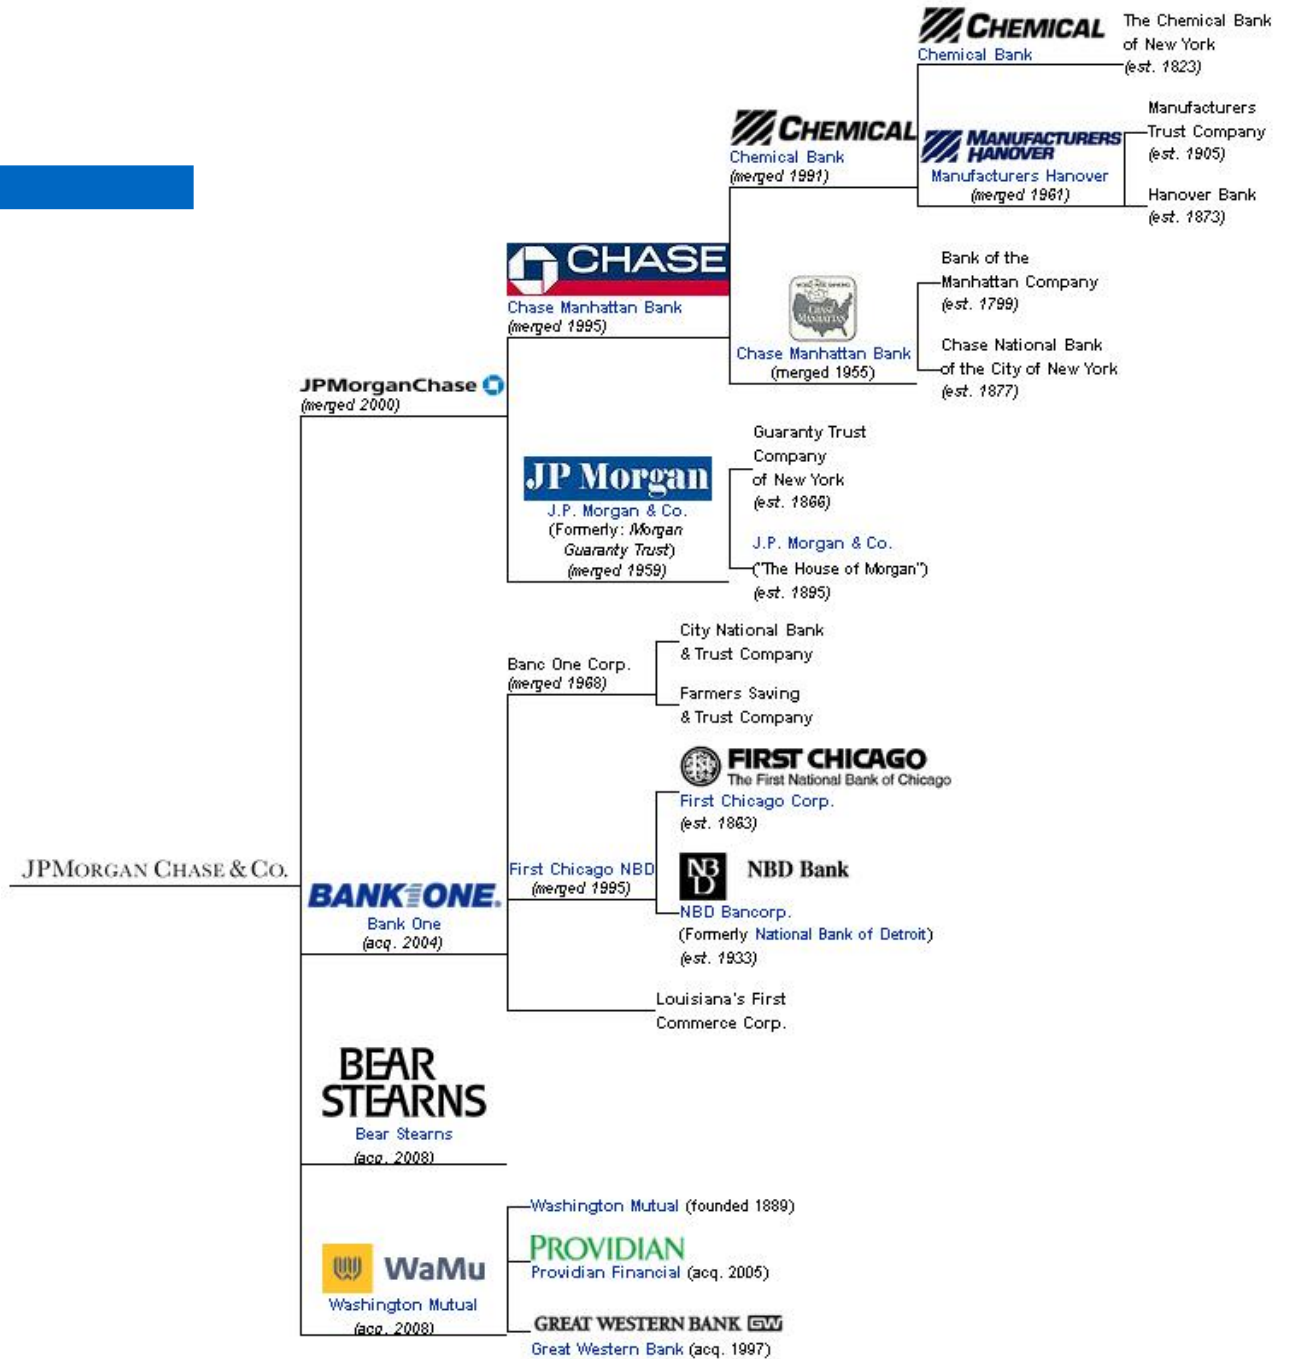 CHEMICAL
Chemical Bank
The Chemical Bank
of New York
(est. 1823)
CHEMICAL
Chemical Bank
(merged 1991)
MANUFACTURERS
HANOVER
Manufacturers Hanover
(merged 1961)
Manufacturers
Trust Company
(est. 1905)
Hanover Bank
(est. 1873)
CHASE
Chase Manhattan Bank
(merged 1995)
CHASE
MANHATTAN
Chase Manhattan Bank
(merged 1955)
Bank of the
Manhattan Company
(est. 1799)
Chase National Bank
of the City of New York
(est. 1877)
JPMorganChase
(merged 2000)
JP Morgan
J.P. Morgan & Co.
(Formerly: Morgan
Guaranty Trust)
(merged 1959)
Guaranty Trust
Company
of New York
(est. 1866)
J.P. Morgan & Co.
("The House of Morgan")
(est. 1895)
Banc One Corp.
(merged 1968)
City National Bank
& Trust Company
Farmers Saving
& Trust Company
FIRST CHICAGO
The First National Bank of Chicago
First Chicago Corp.
(est. 1863)
First Chicago NBD
(merged 1995)
NBD
NBD Bank
NBD Bancorp.
(Formerly National Bank of Detroit)
(est. 1933)
JPMORGAN CHASE & CO.
BANK ONE.
Bank One
(acq. 2004)
Louisiana's First
Commerce Corp.
BEAR
STEARNS
Bear Stearns
(acq. 2008)
WaMu
Washington Mutual
(acq. 2008)
Washington Mutual (founded 1889)
PROVIDIAN
Providian Financial (acq. 2005)
GREAT WESTERN BANK GW
Great Western Bank (acq. 1997)